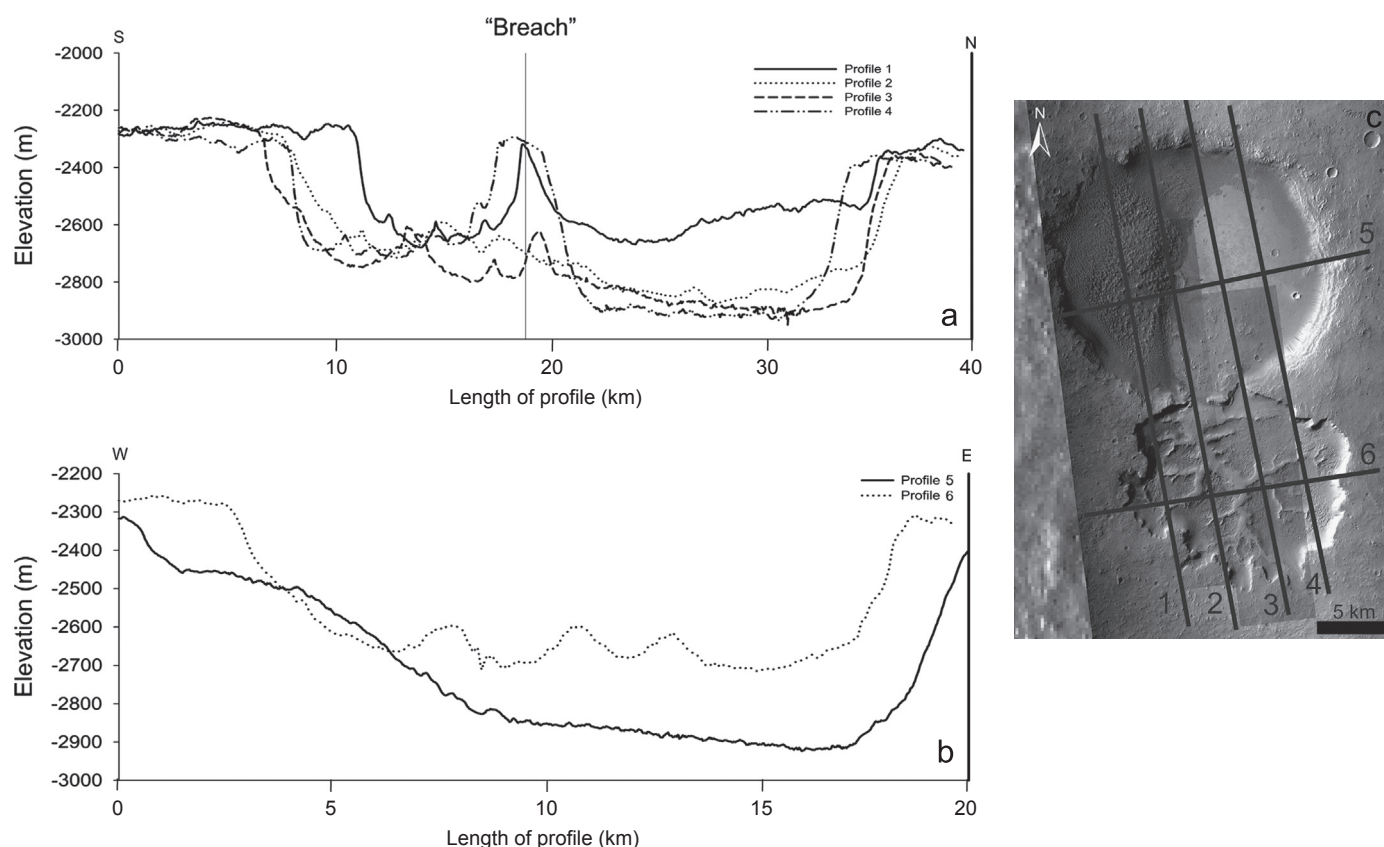 “Breach”
S
N
-2000
-2200
-2400
-2600
-2800
-3000
Elevation (m)
Profile 1
Profile 2
Profile 3
Profile 4
a
0
10
20
30
40
Length of profile (km)
W
E
-2200
-2300
-2400
-2500
-2600
-2700
-2800
-2900
-3000
Elevation (m)
Profile 5
Profile 6
b
0
5
10
15
20
Length of profile (km)
N
c
5
6
1
2
3
4
5 km